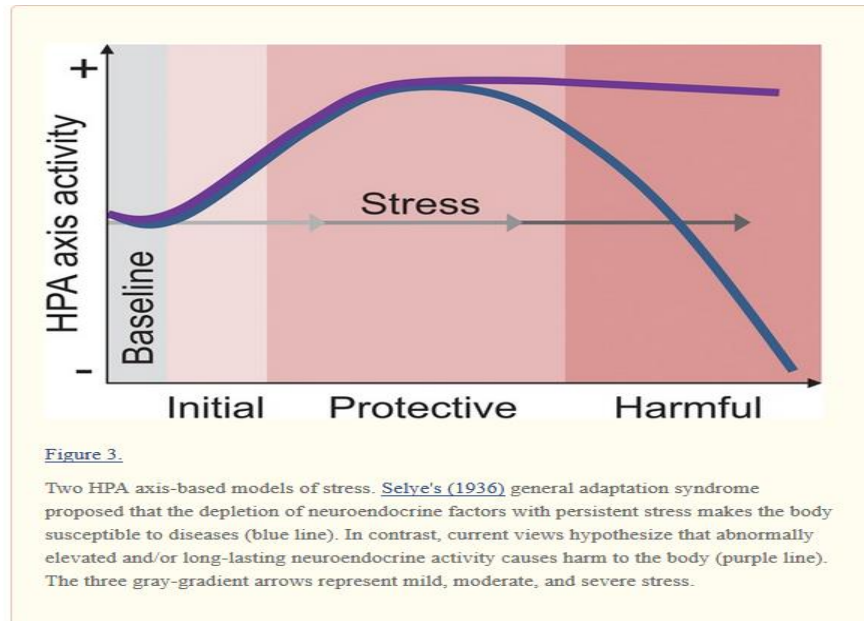 +
HPA axis activity
-
Baseline
Stress
Initial Protective Harmful
Figure 3.
Two HPA axis-based models of stress. Selye's (1936) general adaptation syndrome
proposed that the depletion of neuroendocrine factors with persistent stress makes the body
susceptible to diseases (blue line). In contrast, current views hypothesize that abnormally
elevated and/or long-lasting neuroendocrine activity causes harm to the body (purple line).
The three gray-gradient arrows represent mild, moderate, and severe stress.